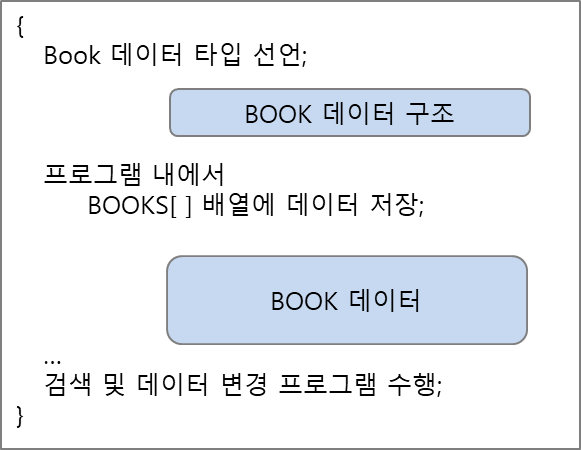 {
Book 데이터 타입 선언;
BOOK 데이터 구조
프로그램 내에서
BOOKS[ ] 배열에 데이터 저장;
BOOK 데이터
...
검색 및 데이터 변경 프로그램 수행;
}